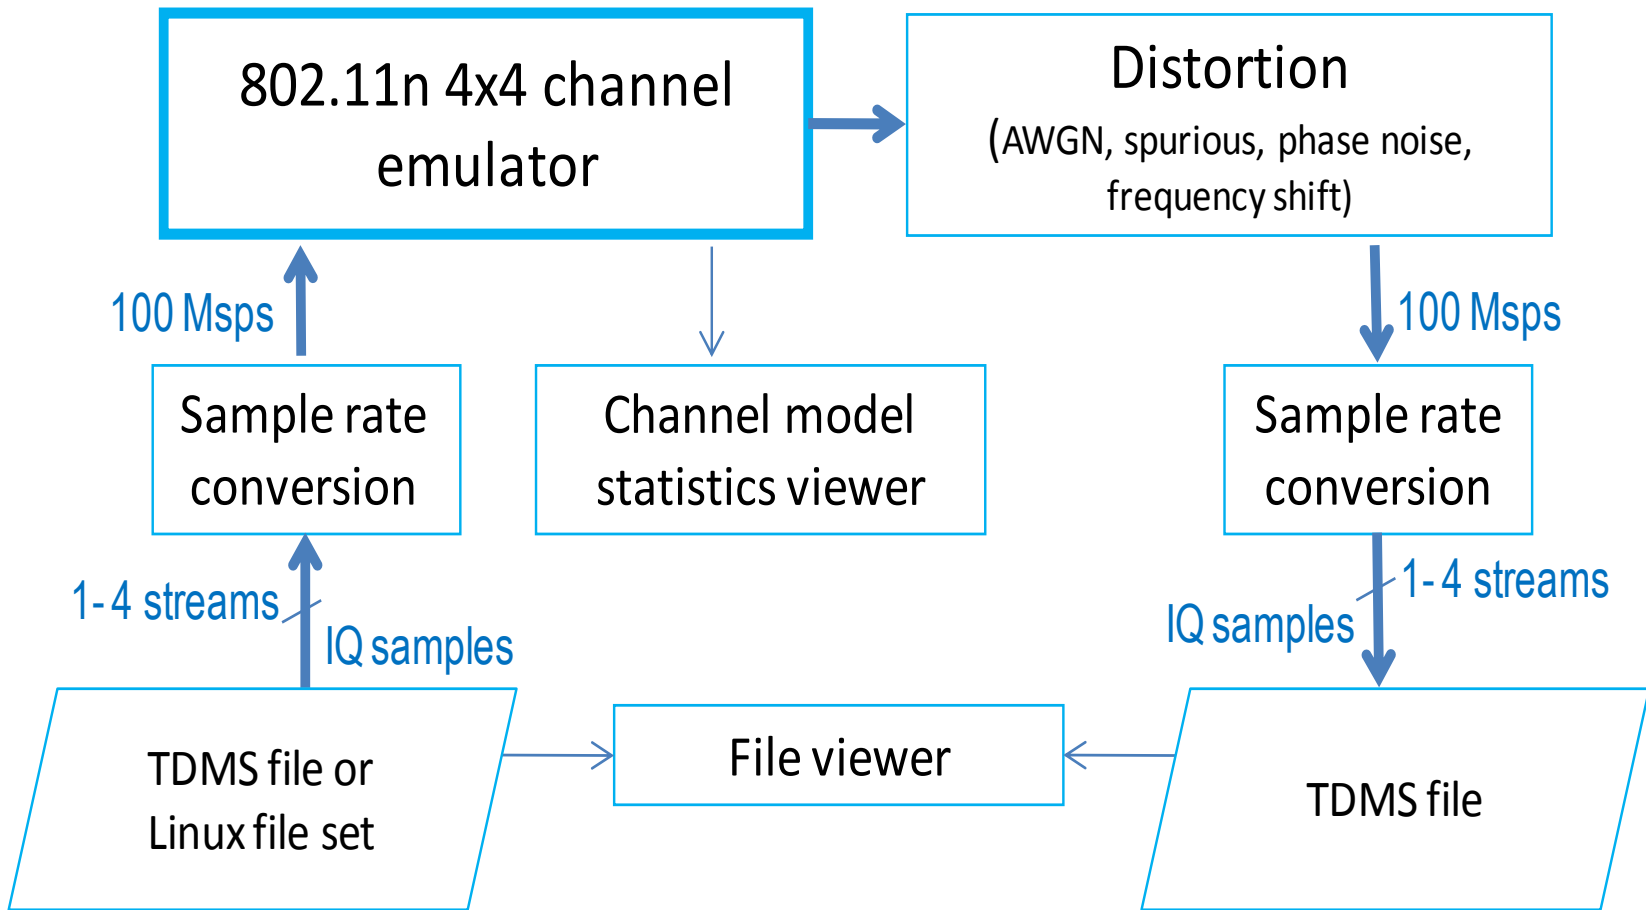 802.11n 4x4 channel
emulator
Distortion
(AWGN, spurious, phase noise,
frequency shift)
100 Msps
100 Msps
Sample rate
conversion
Channel model
statistics viewer
Sample rate
conversion
1-4 streams
IQ samples
1-4 streams
IQ samples
TDMS file or
Linux file set
File viewer
TDMS file